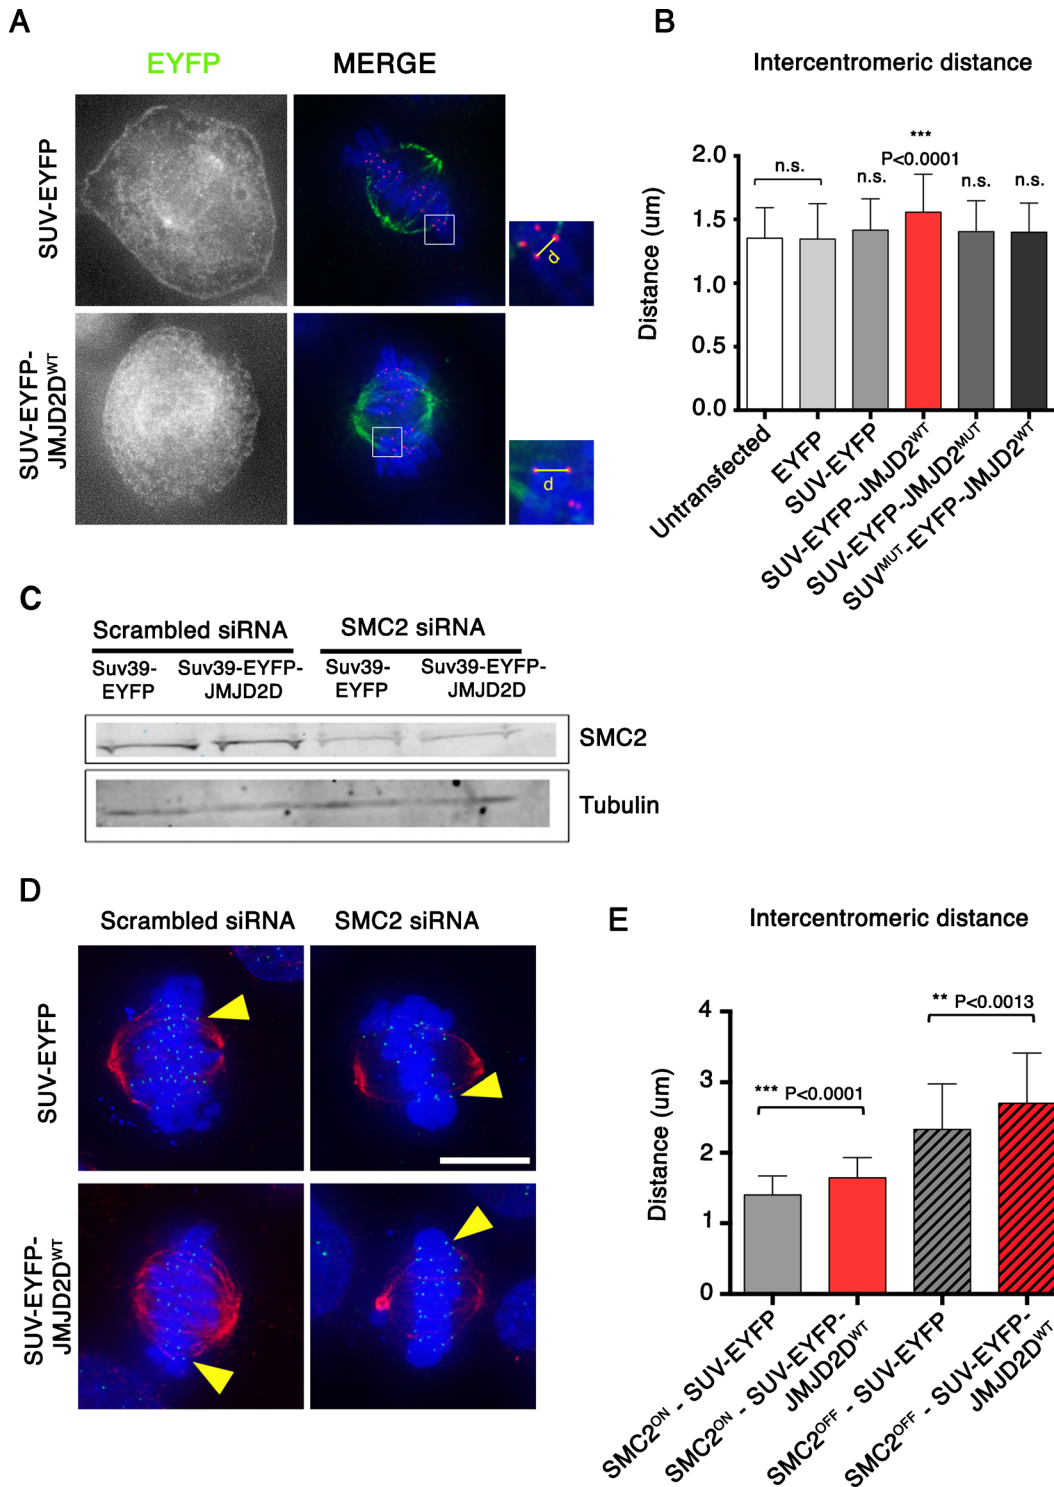 A
EYFP
MERGE
SUV-EYFP
d
SUV-EYFP-
JMJD2D^WT
d
B
Intercentromeric distance
Distance (um)
2.0
1.5
1.0
0.5
0.0
n.s.
n.s.
***
P<0.0001
n.s.
n.s.
Untransfected
EYFP
SUV-EYFP
SUV-EYFP-JMJD2^WT
SUV-EYFP-JMJD2^MUT
SUV^MUT-EYFP-JMJD2^WT
C
Scrambled siRNA
SMC2 siRNA
Suv39-
EYFP
Suv39-EYFP-
JMJD2D
Suv39-
EYFP
Suv39-EYFP-
JMJD2D
SMC2
Tubulin
D
Scrambled siRNA
SMC2 siRNA
SUV-EYFP
SUV-EYFP-
JMJD2D^WT
E
Intercentromeric distance
Distance (um)
4
3
2
1
0
*** P<0.0001
** P<0.0013
SMC2^ON - SUV-EYFP
SMC2^ON - SUV-EYFP-
JMJD2D^WT
SMC2^OFF - SUV-EYFP
SMC2^OFF - SUV-EYFP-
JMJD2D^WT